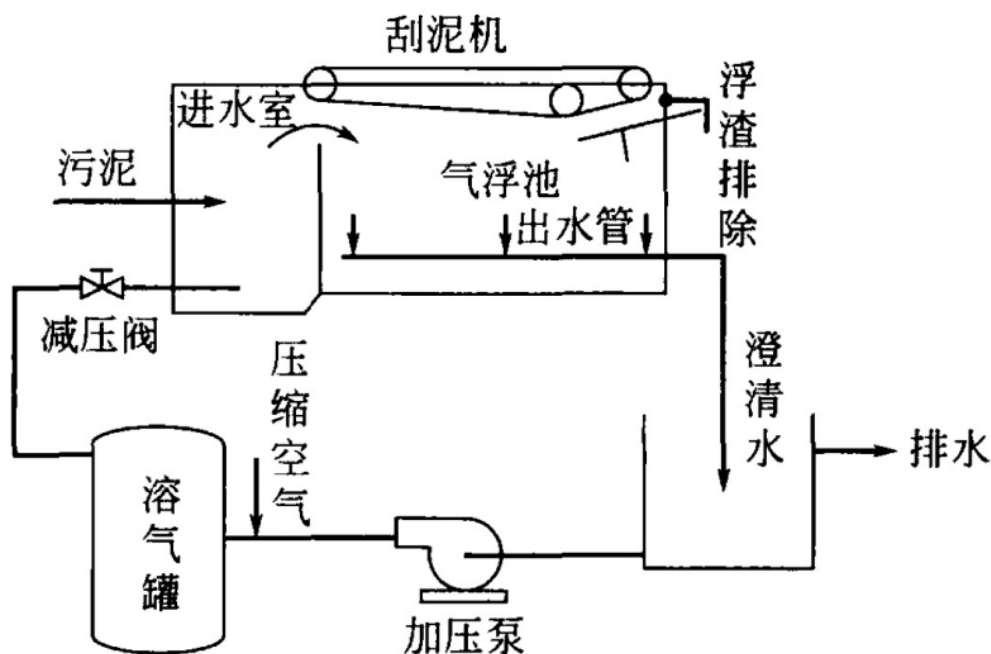 刮泥机
进水室
浮渣排除
污泥
气浮池
出水管
减压阀
压缩空气
澄清水
排水
溶气罐
加压泵